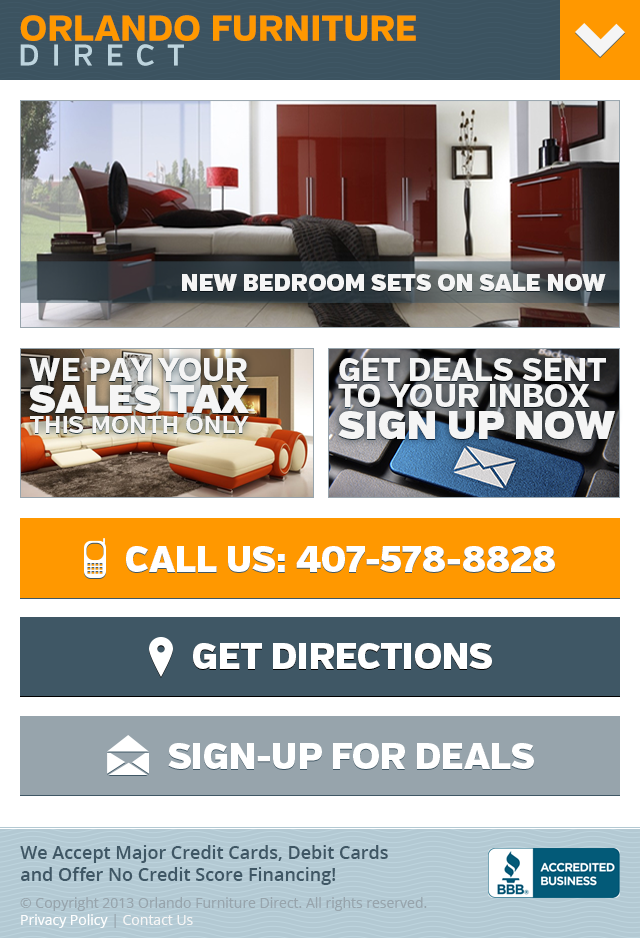 ORLANDO FURNITURE
DIRECT
NEW BEDROOM SETS ON SALE NOW
WE PAY YOUR
SALES TAX
THIS MONTH ONLY
GET DEALS SENT
TO YOUR INBOX
SIGN UP NOW
CALL US: 407-578-8828
GET DIRECTIONS
SIGN-UP FOR DEALS
We Accept Major Credit Cards, Debit Cards
and Offer No Credit Score Financing!
© Copyright 2013 Orlando Furniture Direct. All rights reserved.
Privacy Policy | Contact Us
BBB®
ACCREDITED
BUSINESS